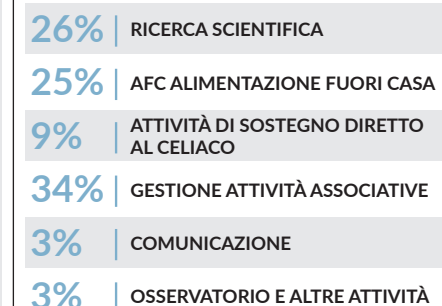 26% RICERCA SCIENTIFICA
25% AFC ALIMENTAZIONE FUORI CASA
9% ATTIVITÀ DI SOSTEGNO DIRETTO
AL CELIACO
34% GESTIONE ATTIVITÀ ASSOCIATIVE
3% COMUNICAZIONE
3% OSSERVATORIO E ALTRE ATTIVITÀ